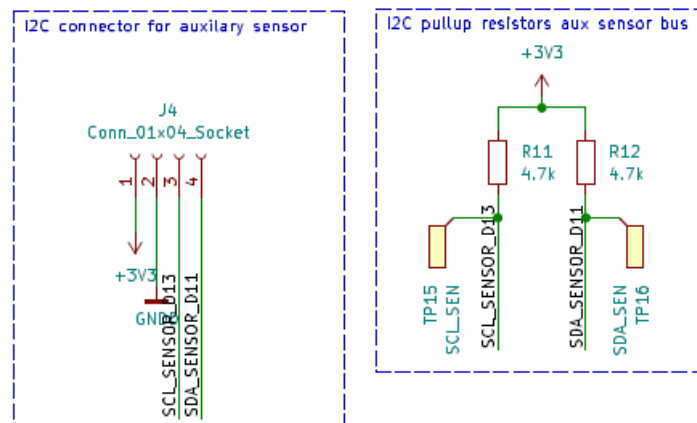 I2C connector for auxilary sensor
J4
Conn_01x04_Socket
1
2
3
4
+3V3
GND
SCL_SENSOR_D13
SDA_SENSOR_D11
I2C pullup resistors aux sensor bus
+3V3
R11
4.7k
R12
4.7k
TP15
SCL_SEN
SCL_SENSOR_D13
SDA_SENSOR_D11
SDA_SEN
TP16